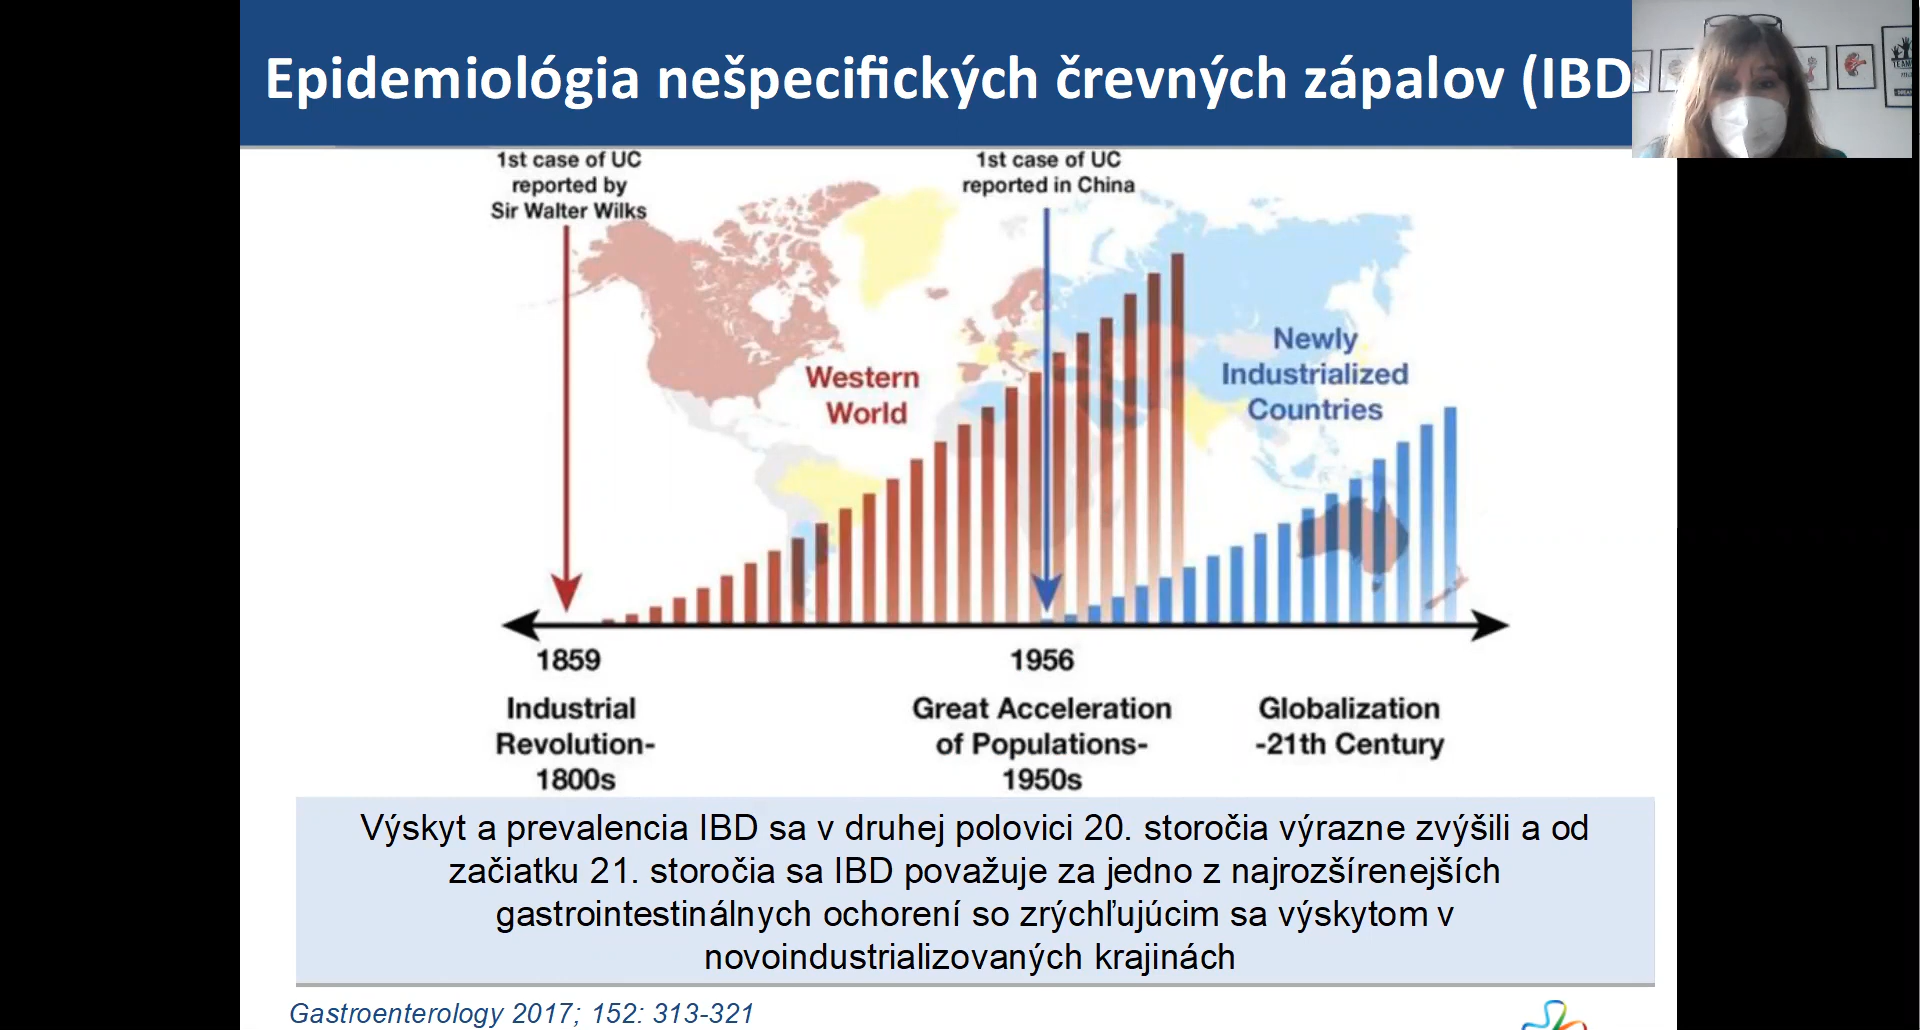 Epidemiológia nešpecifických črevných zápalov (IBD
1st case of UC
reported by
Sir Walter Wilks
1st case of UC
reported in China
Western
World
Newly
Industrialized
Countries
1859
1956
Industrial
Revolution-
1800s
Great Acceleration
of Populations-
1950s
Globalization
-21th Century
Výskyt a prevalencia IBD sa v druhej polovici 20. storočia výrazne zvýšili a od
začiatku 21. storočia sa IBD považuje za jedno z najrozšírenejších
gastrointestinálnych ochorení so zrýchľujúcim sa výskytom v
novoindustrializovaných krajinách
Gastroenterology 2017; 152: 313-321